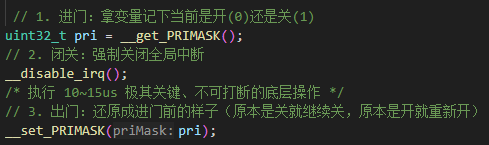 // 1. 进门：拿变量记下当前是开(0)还是关(1)
uint32_t pri = __get_PRIMASK();
// 2. 闭关：强制关闭全局中断
__disable_irq();
/* 执行 10~15us 极其关键、不可打断的底层操作 */
// 3. 出门：还原成进门前的样子（原本是关就继续关，原本是开就重新开）
__set_PRIMASK(priMask: pri);